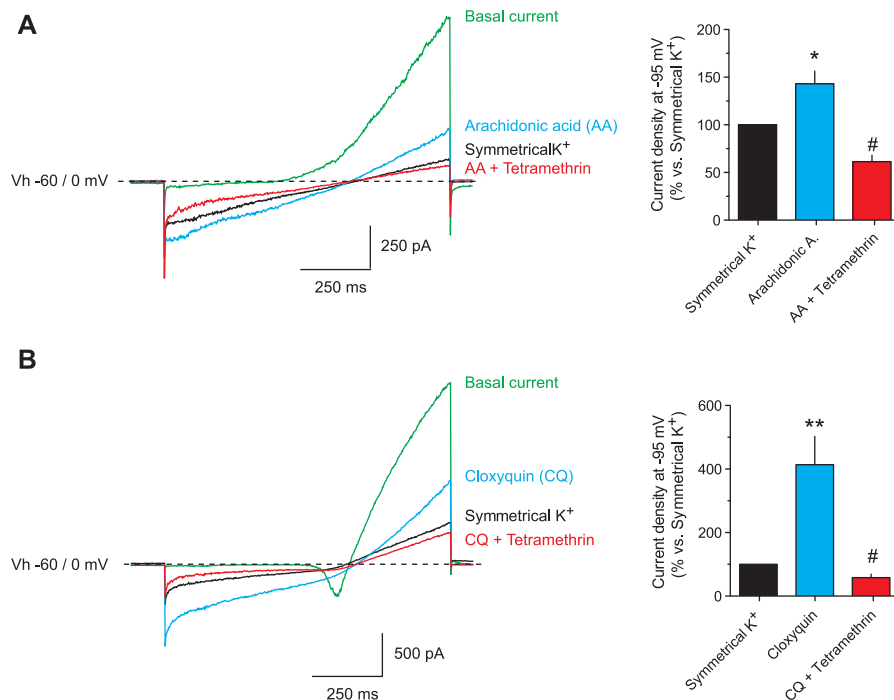 A
Basal current
Arachidonic acid (AA)
SymmetricalK+
AA + Tetramethrin
Vh -60 / 0 mV
250 pA
250 ms
Current density at -95 mV
(% vs. Symmetrical K+)
200
150
100
50
0
*
#
Symmetrical K+
Arachidonic A.
AA + Tetramethrin
B
Basal current
Cloxyquin (CQ)
Symmetrical K+
CQ + Tetramethrin
Vh -60 / 0 mV
500 pA
250 ms
Current density at -95 mV
(% vs. Symmetrical K+)
600
400
200
0
**
#
Symmetrical K+
Cloxyquin
CQ + Tetramethrin